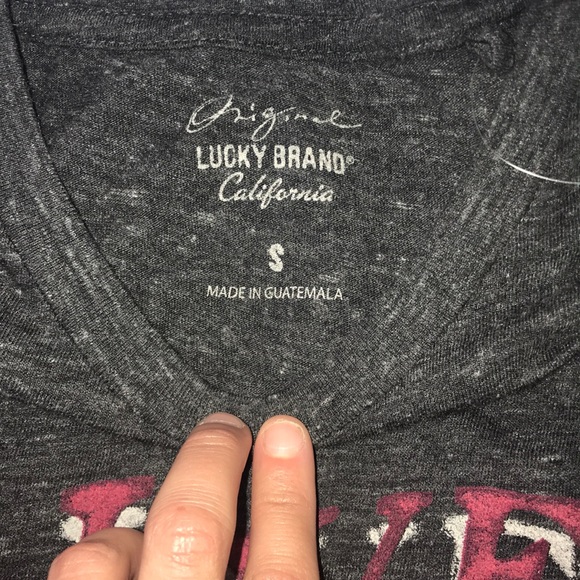 Original
LUCKY BRAND®
California
S
MADE IN GUATEMALA